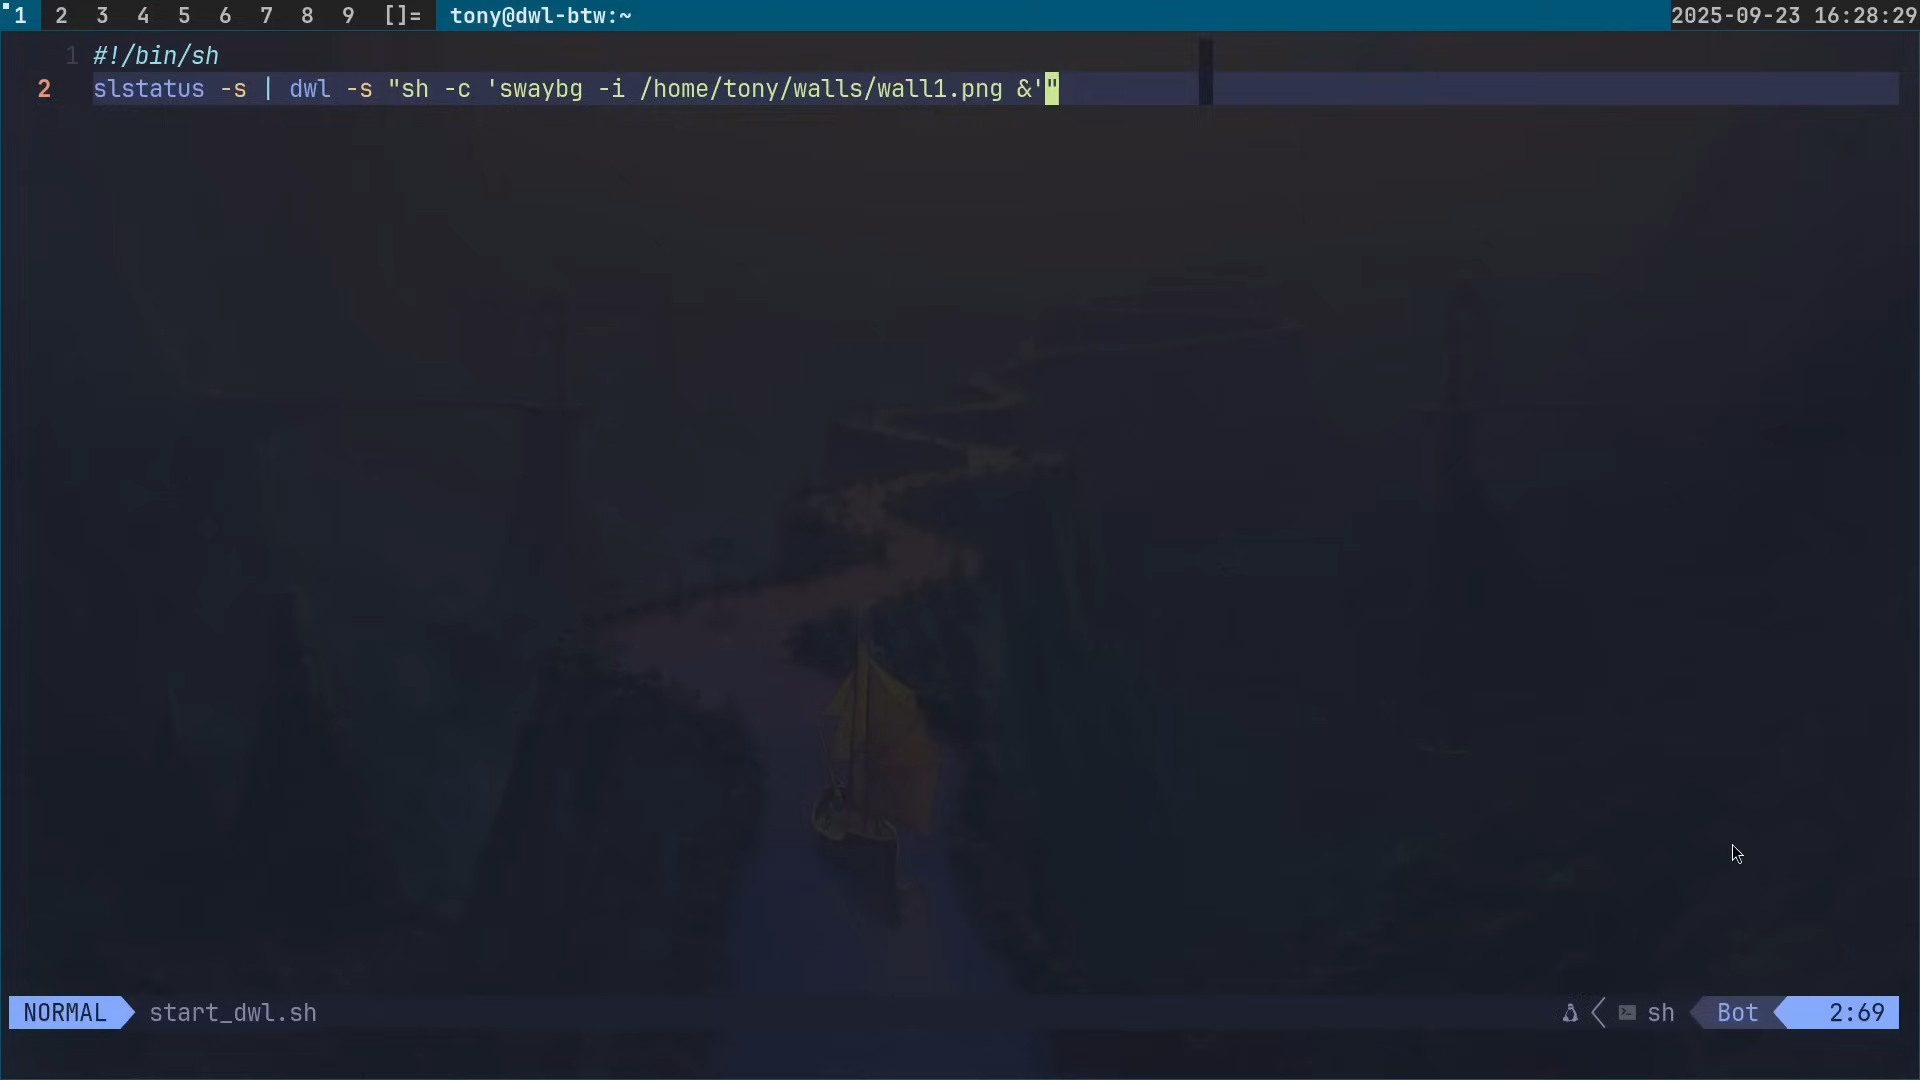 1 2 3 4 5 6 7 8 9 []= tony@dwl-btw:~ 2025-09-23 16:28:29
1 #!/bin/sh
2 slstatus -s | dwl -s "sh -c 'swaybg -i /home/tony/walls/wall1.png &'"
NORMAL start_dwl.sh sh Bot 2:69